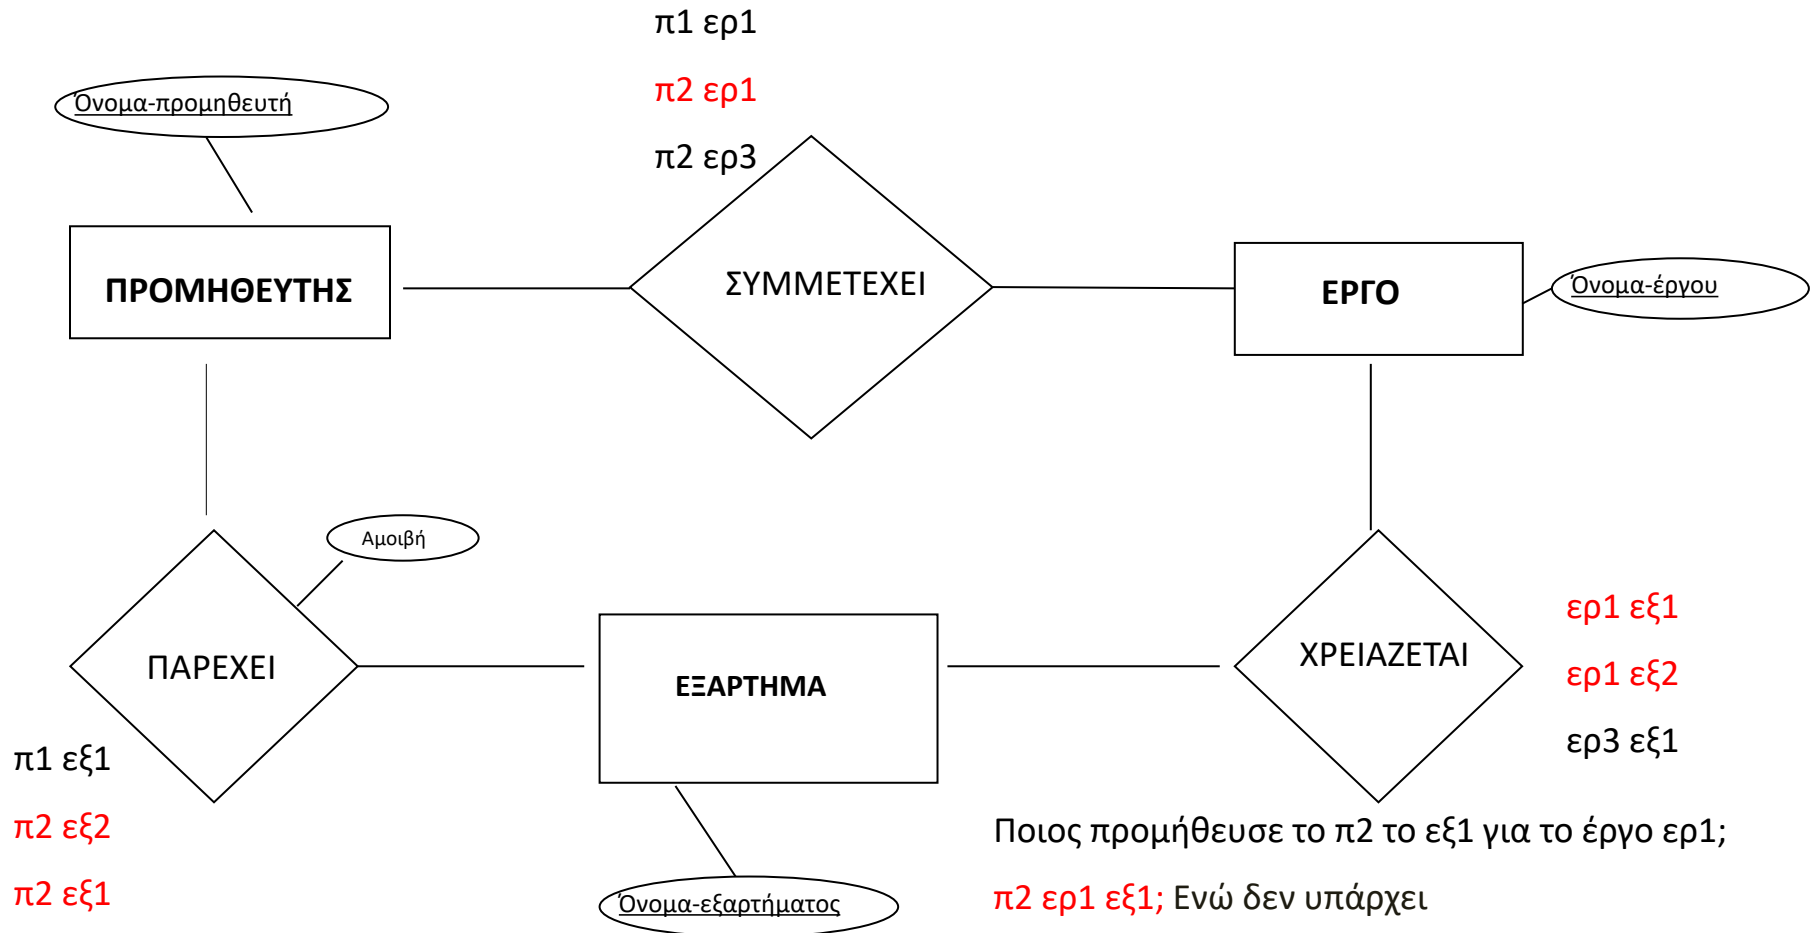 π1 ερ1
π2 ερ1
π2 ερ3
Όνομα-προμηθευτή
ΠΡΟΜΗΘΕΥΤΗΣ
ΣΥΜΜΕΤΕΧΕΙ
ΕΡΓΟ
Όνομα-έργου
Αμοιβή
ΠΑΡΕΧΕΙ
ΕΞΑΡΤΗΜΑ
ΧΡΕΙΑΖΕΤΑΙ
ερ1 εξ1
ερ1 εξ2
ερ3 εξ1
π1 εξ1
π2 εξ2
π2 εξ1
Όνομα-εξαρτήματος
Ποιος προμήθευσε το π2 το εξ1 για το έργο ερ1;
π2 ερ1 εξ1; Ενώ δεν υπάρχει